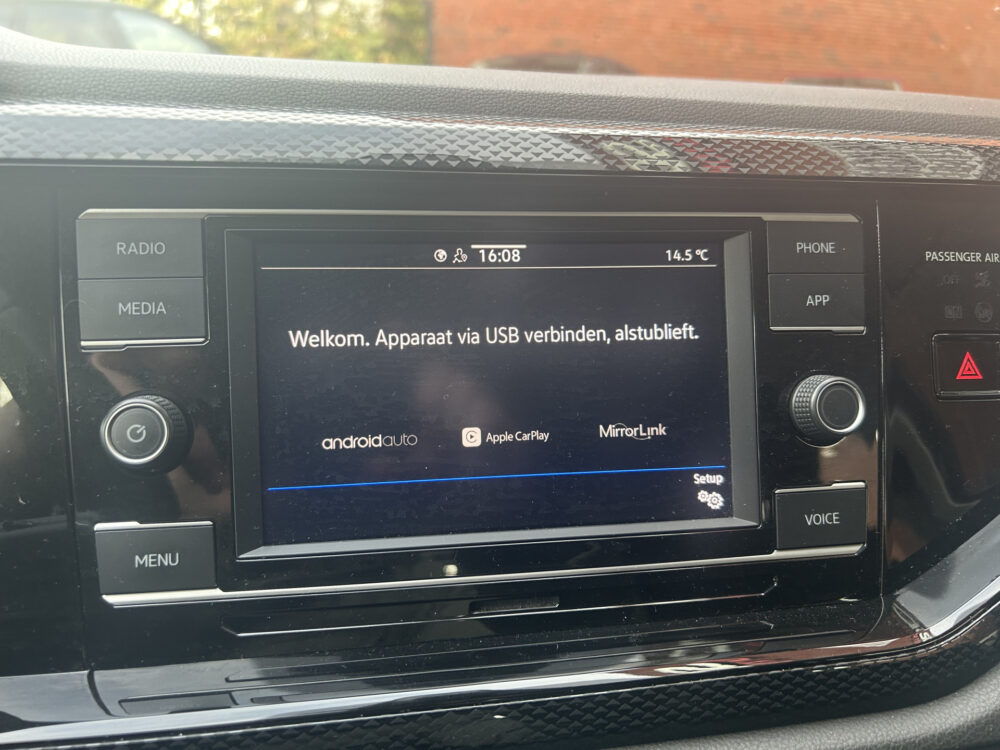 RADIO
MEDIA
MENU
16:08
14.5 °C
Welkom. Apparaat via USB verbinden, alstublieft.
androidauto
Apple CarPlay
MirrorLink
Setup
PHONE
APP
VOICE
PASSENGER AIR
OFF